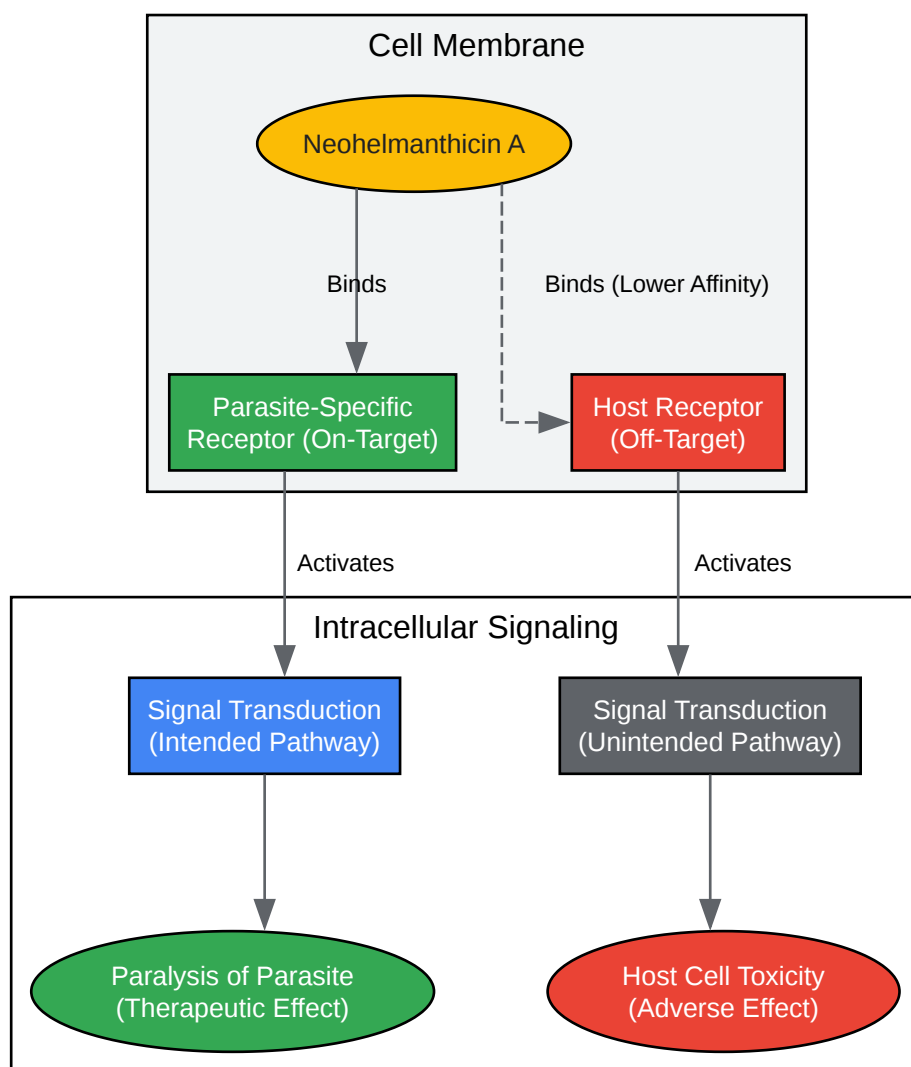 Cell Membrane
Neohelmanthicin A
Binds
Binds (Lower Affinity)
Parasite-Specific
Receptor (On-Target)
Host Receptor
(Off-Target)
Activates
Activates
Intracellular Signaling
Signal Transduction
(Intended Pathway)
Signal Transduction
(Unintended Pathway)
Paralysis of Parasite
(Therapeutic Effect)
Host Cell Toxicity
(Adverse Effect)